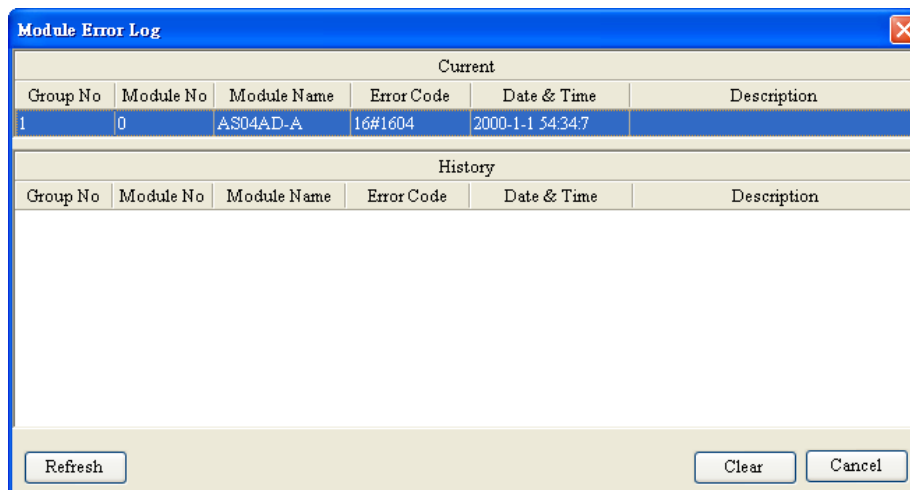 Module Error Log
Current
Group No Module No Module Name Error Code Date & Time Description
1 0 AS04AD-A 16#1604 2000-1-1 54:34:7
History
Group No Module No Module Name Error Code Date & Time Description
Refresh Clear Cancel